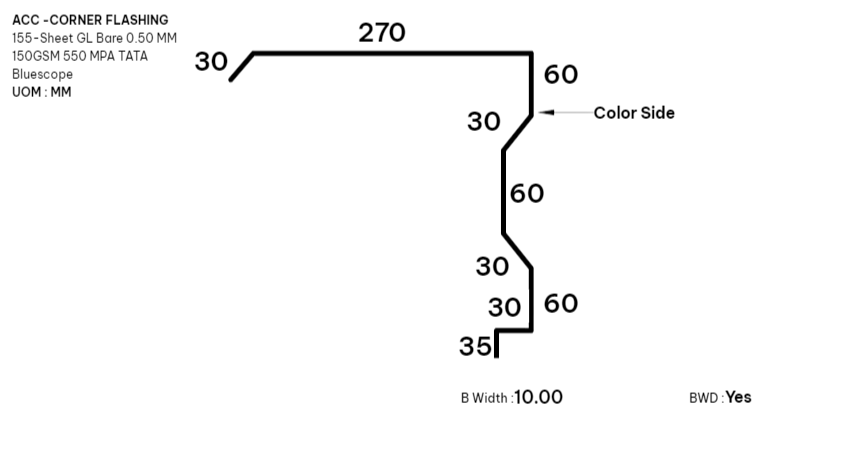 ACC -CORNER FLASHING
155-Sheet GL Bare 0.50 MM
150GSM 550 MPA TATA
Bluescope
UOM : MM
270
30
60
Color Side
30
60
30
30
60
35
B Width :10.00
BWD : Yes